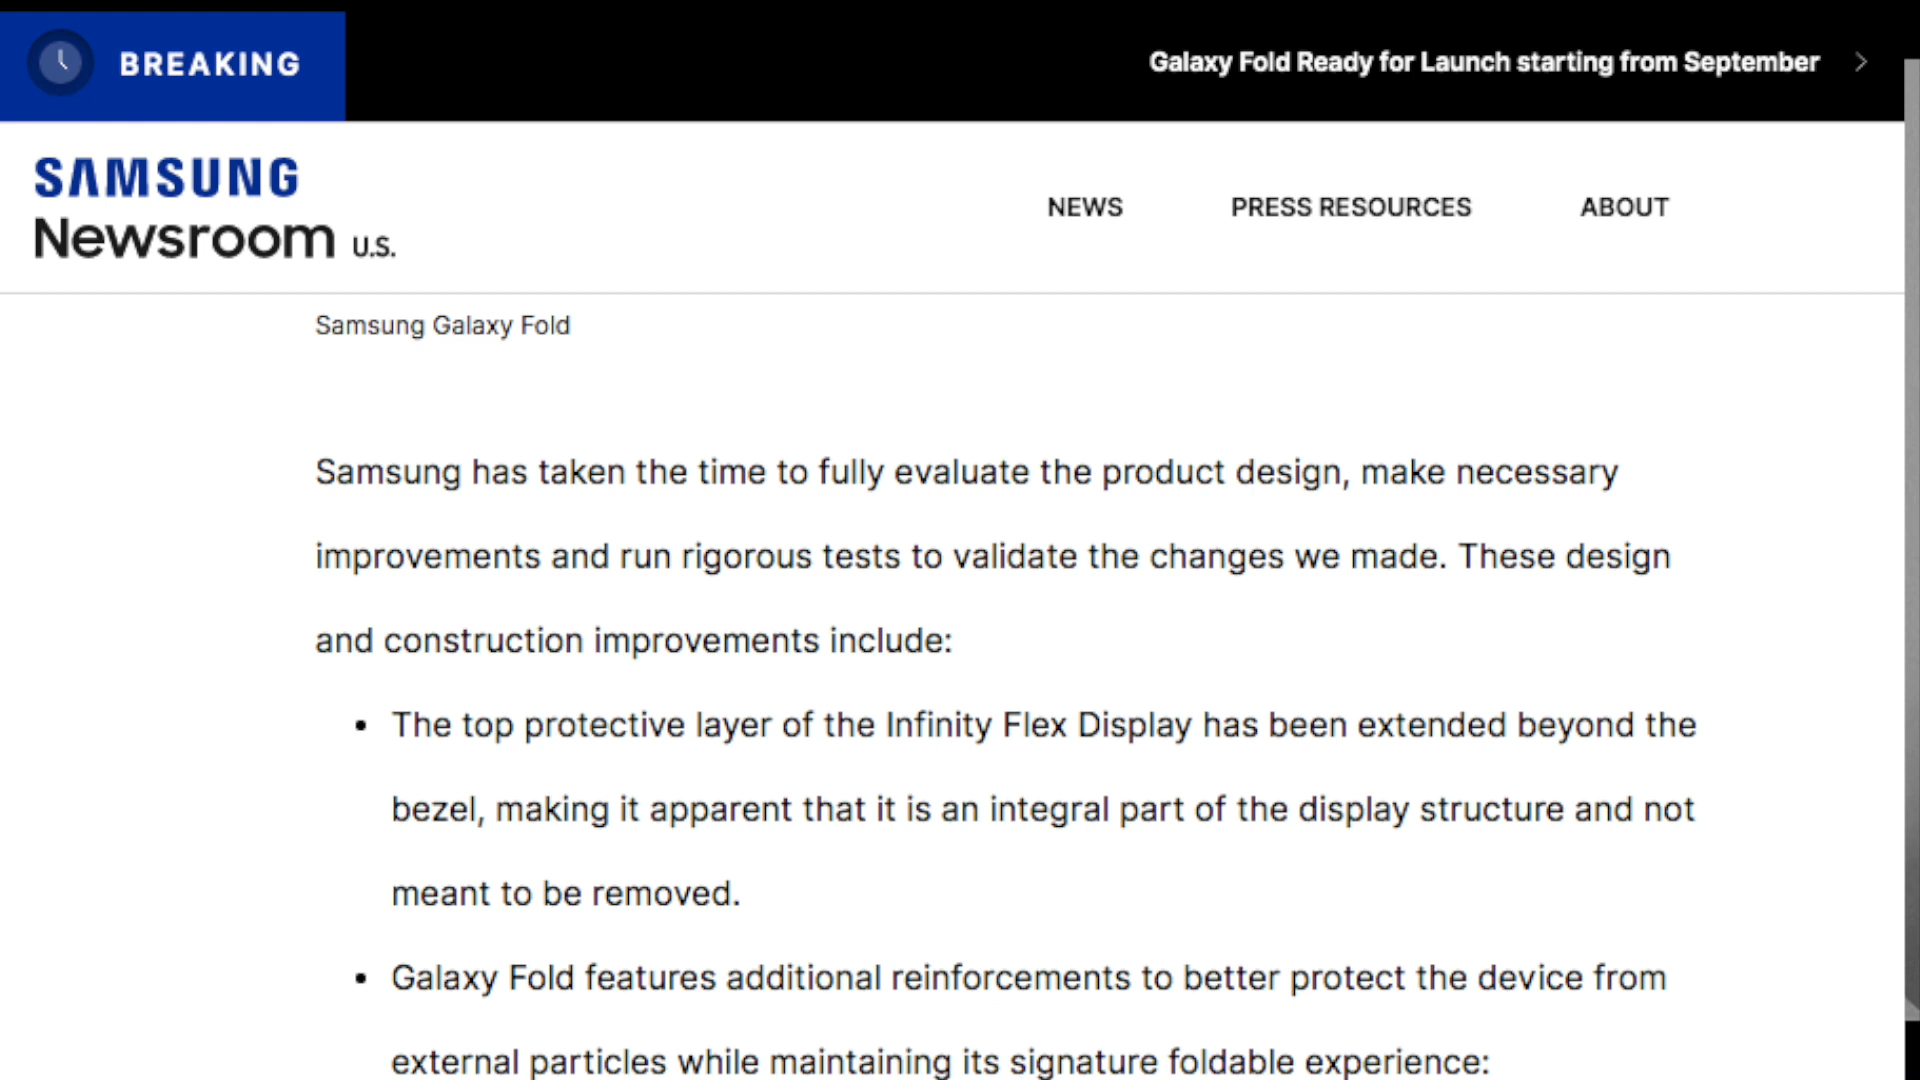 BREAKING
Galaxy Fold Ready for Launch starting from September
SAMSUNG
Newsroom U.S.
NEWS PRESS RESOURCES ABOUT
Samsung Galaxy Fold
Samsung has taken the time to fully evaluate the product design, make necessary
improvements and run rigorous tests to validate the changes we made. These design
and construction improvements include:
• The top protective layer of the Infinity Flex Display has been extended beyond the
bezel, making it apparent that it is an integral part of the display structure and not
meant to be removed.
• Galaxy Fold features additional reinforcements to better protect the device from
external particles while maintaining its signature foldable experience: